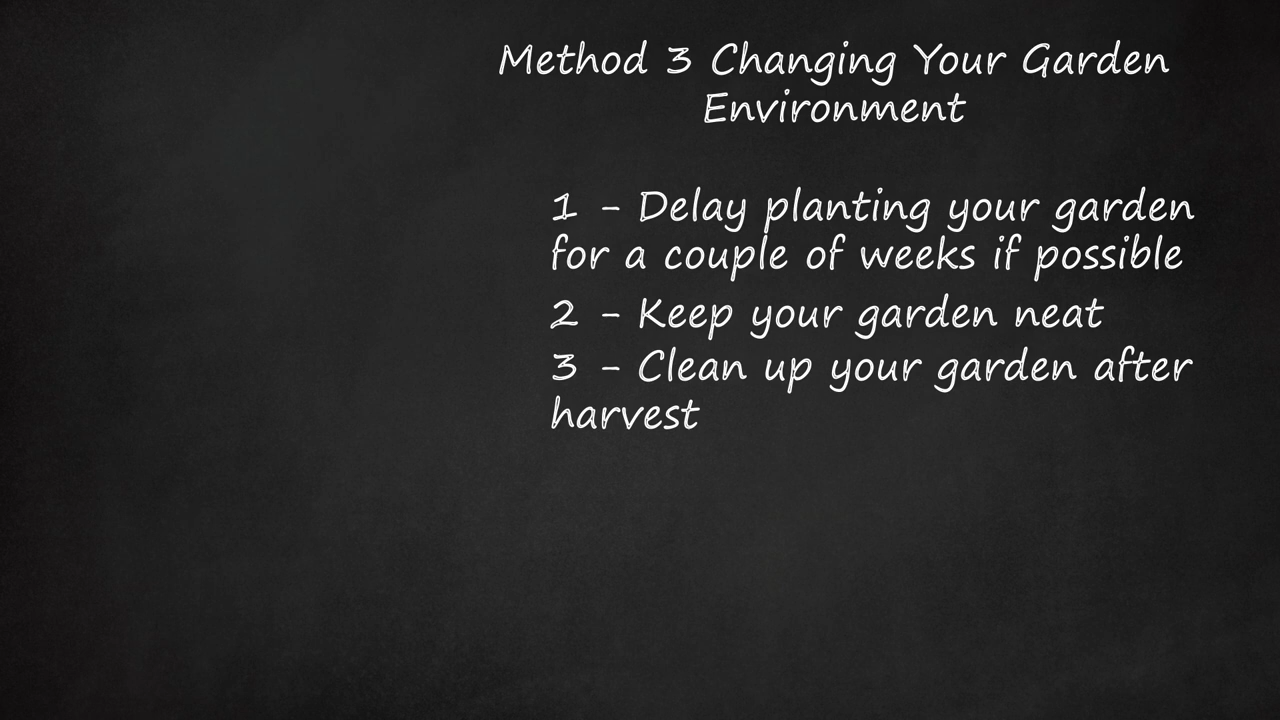 Method 3 Changing Your Garden
Environment
1 - Delay planting your garden
for a couple of weeks if possible
2 - Keep your garden neat
3 - Clean up your garden after
harvest